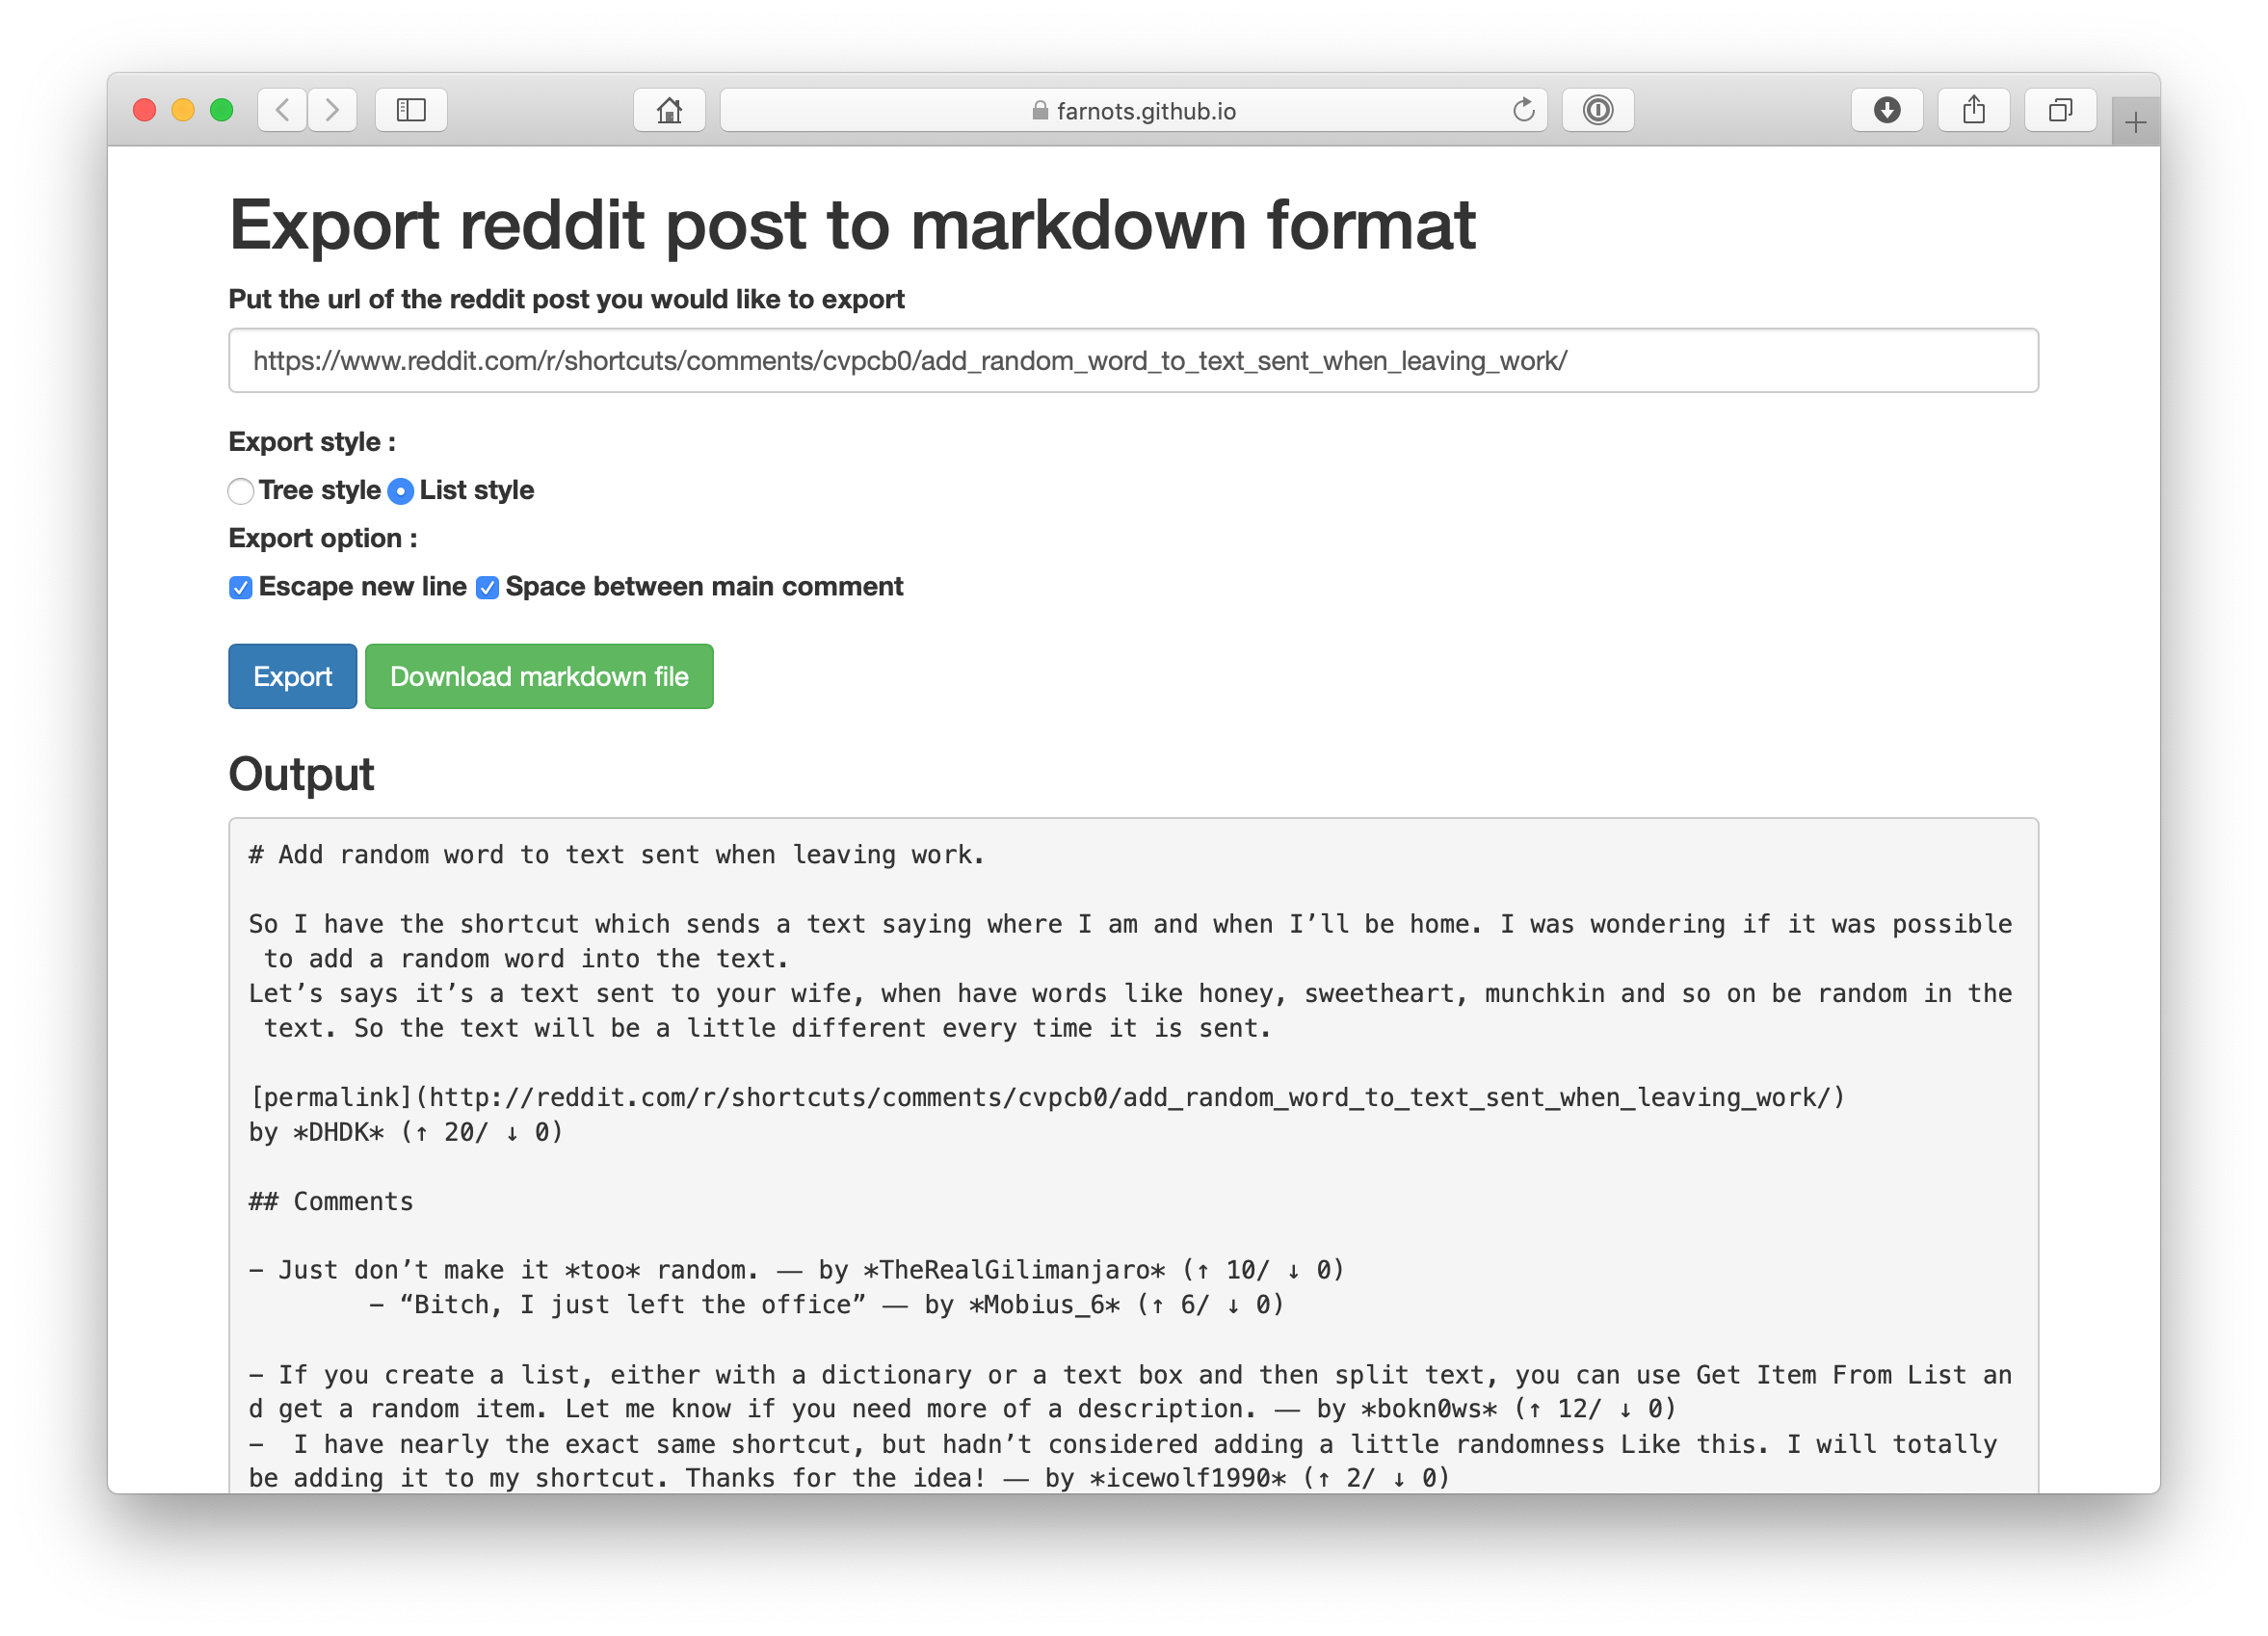 farnots.github.io
Export reddit post to markdown format
Put the url of the reddit post you would like to export
https://www.reddit.com/r/shortcuts/comments/cvpcb0/add_random_word_to_text_sent_when_leaving_work/
Export style :
Tree style List style
Export option :
Escape new line Space between main comment
Export Download markdown file
Output
# Add random word to text sent when leaving work.
So I have the shortcut which sends a text saying where I am and when I’ll be home. I was wondering if it was possible
to add a random word into the text.
Let’s says it’s a text sent to your wife, when have words like honey, sweetheart, munchkin and so on be random in the
text. So the text will be a little different every time it is sent.
[permalink](http://reddit.com/r/shortcuts/comments/cvpcb0/add_random_word_to_text_sent_when_leaving_work/)
by *DHDK* (↑ 20/ ↓ 0)
## Comments
– Just don’t make it *too* random. — by *TheRealGilimanjaro* (↑ 10/ ↓ 0)
– “Bitch, I just left the office” — by *Mobius_6* (↑ 6/ ↓ 0)
– If you create a list, either with a dictionary or a text box and then split text, you can use Get Item From List an
d get a random item. Let me know if you need more of a description. — by *bokn0ws* (↑ 12/ ↓ 0)
– I have nearly the exact same shortcut, but hadn’t considered adding a little randomness Like this. I will totally
be adding it to my shortcut. Thanks for the idea! — by *icewolf1990* (↑ 2/ ↓ 0)